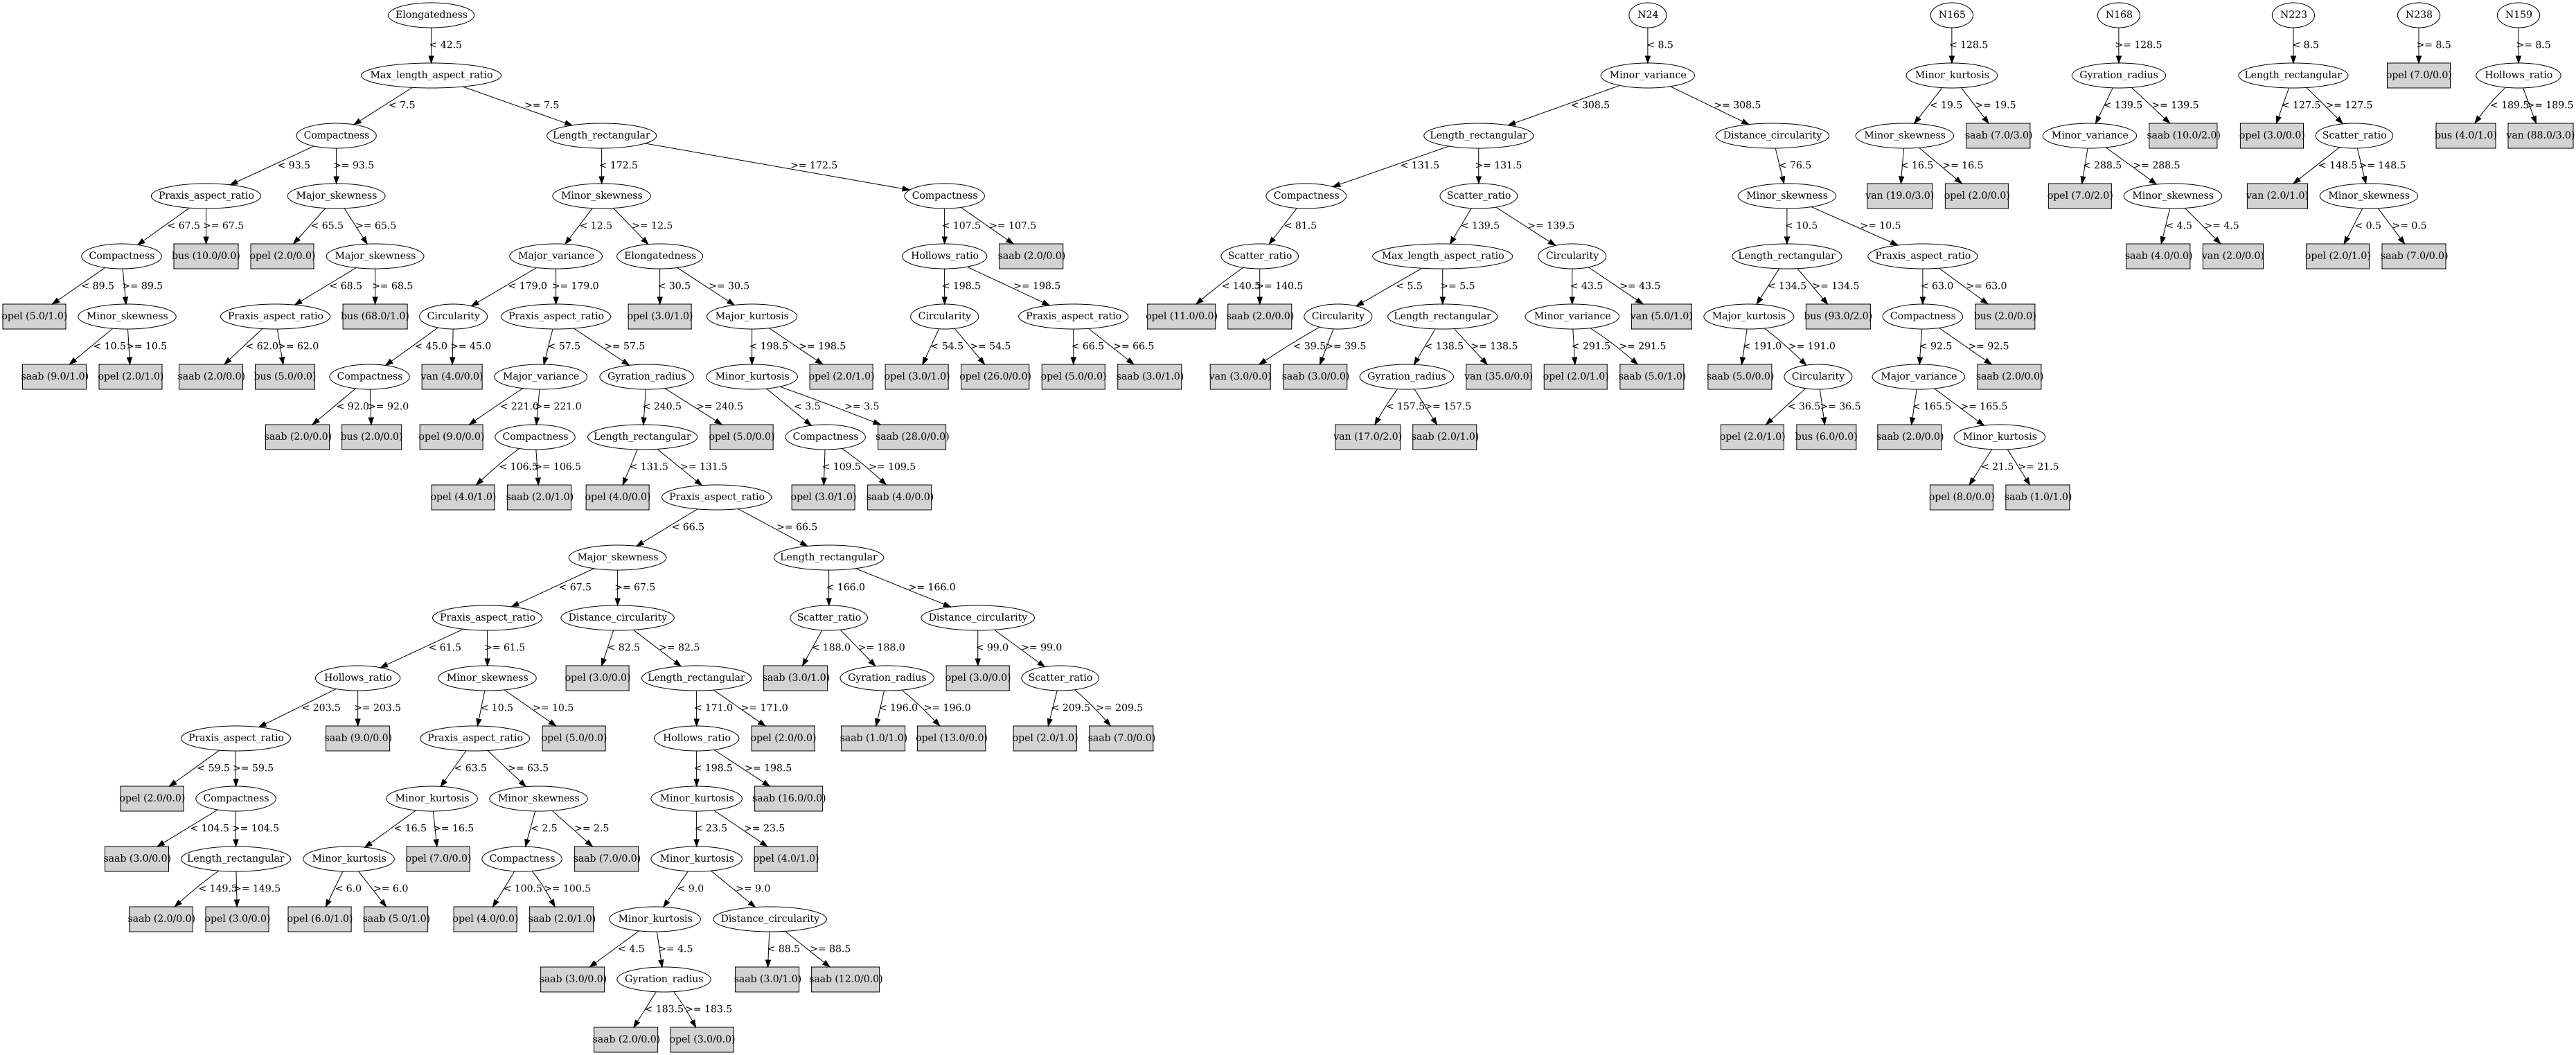 Elongatedness N24 N165 N168 N223 N238 N159
< 42.5 < 8.5 < 128.5 >= 128.5 < 8.5 >= 8.5 >= 8.5
Max_length_aspect_ratio Minor_variance Minor_kurtosis Gyration_radius Length_rectangular opel (7.0/0.0) Hollows_ratio
< 7.5 >= 7.5 < 308.5 >= 308.5 < 19.5 >= 19.5 < 139.5 >= 139.5 < 127.5 >= 127.5 < 189.5 >= 189.5
Compactness Length_rectangular Length_rectangular Distance_circularity Minor_skewness saab (7.0/3.0) Minor_variance saab (10.0/2.0) opel (3.0/0.0) Scatter_ratio bus (4.0/1.0) van (88.0/3.0)
< 93.5 >= 93.5 < 172.5 >= 172.5 < 131.5 >= 131.5 < 76.5 < 16.5 >= 16.5 < 288.5 >= 288.5 < 148.5 >= 148.5
Praxis_aspect_ratio Major_skewness Minor_skewness Compactness Compactness Scatter_ratio Minor_skewness van (19.0/3.0) opel (2.0/0.0) opel (7.0/2.0) Minor_skewness van (2.0/1.0) Minor_skewness
< 67.5 >= 67.5 < 65.5 >= 65.5 < 12.5 >= 12.5 < 107.5 >= 107.5 < 81.5 < 139.5 >= 139.5 < 10.5 >= 10.5 < 4.5 >= 4.5 < 0.5 >= 0.5
Compactness bus (10.0/0.0) opel (2.0/0.0) Major_skewness Major_variance Elongatedness Hollows_ratio saab (2.0/0.0) Scatter_ratio Max_length_aspect_ratio Circularity Length_rectangular Praxis_aspect_ratio saab (4.0/0.0) van (2.0/0.0) opel (2.0/1.0) saab (7.0/0.0)
< 89.5 >= 89.5 < 68.5 >= 68.5 < 179.0 >= 179.0 < 30.5 >= 30.5 < 198.5 >= 198.5 < 140.5 >= 140.5 < 5.5 >= 5.5 < 43.5 >= 43.5 < 134.5 >= 134.5 < 63.0 >= 63.0
opel (5.0/1.0) Minor_skewness Praxis_aspect_ratio bus (68.0/1.0) Circularity Praxis_aspect_ratio opel (3.0/1.0) Major_kurtosis Circularity Praxis_aspect_ratio opel (11.0/0.0) saab (2.0/0.0) Circularity Length_rectangular Minor_variance van (5.0/1.0) Major_kurtosis bus (93.0/2.0) Compactness bus (2.0/0.0)
< 10.5 >= 10.5 < 62.0 >= 62.0 < 45.0 >= 45.0 < 57.5 >= 57.5 < 198.5 >= 198.5 < 54.5 >= 54.5 < 66.5 >= 66.5 < 39.5 >= 39.5 < 138.5 >= 138.5 < 291.5 >= 291.5 < 191.0 >= 191.0 < 92.5 >= 92.5
saab (9.0/1.0) opel (2.0/1.0) saab (2.0/0.0) bus (5.0/0.0) Compactness van (4.0/0.0) Major_variance Gyration_radius Minor_kurtosis opel (2.0/1.0) opel (3.0/1.0) opel (26.0/0.0) opel (5.0/0.0) saab (3.0/1.0) van (3.0/0.0) saab (3.0/0.0) Gyration_radius van (35.0/0.0) opel (2.0/1.0) saab (5.0/1.0) saab (5.0/0.0) Circularity Major_variance saab (2.0/0.0)
< 92.0 >= 92.0 < 221.0 >= 221.0 < 240.5 >= 240.5 < 3.5 >= 3.5 < 157.5 >= 157.5 < 36.5 >= 36.5 < 165.5 >= 165.5
saab (2.0/0.0) bus (2.0/0.0) opel (9.0/0.0) Compactness Length_rectangular opel (5.0/0.0) Compactness saab (28.0/0.0) van (17.0/2.0) saab (2.0/1.0) opel (2.0/1.0) bus (6.0/0.0) saab (2.0/0.0) Minor_kurtosis
< 106.5 >= 106.5 < 131.5 >= 131.5 < 109.5 >= 109.5 < 21.5 >= 21.5
opel (4.0/1.0) saab (2.0/1.0) opel (4.0/0.0) Praxis_aspect_ratio opel (3.0/1.0) saab (4.0/0.0) opel (8.0/0.0) saab (1.0/1.0)
< 66.5 >= 66.5
Major_skewness Length_rectangular
< 67.5 >= 67.5 < 166.0 >= 166.0
Praxis_aspect_ratio Distance_circularity Scatter_ratio Distance_circularity
< 61.5 >= 61.5 < 82.5 >= 82.5 < 188.0 >= 188.0 < 99.0 >= 99.0
Hollows_ratio Minor_skewness opel (3.0/0.0) Length_rectangular saab (3.0/1.0) Gyration_radius opel (3.0/0.0) Scatter_ratio
< 203.5 >= 203.5 < 10.5 >= 10.5 < 171.0 >= 171.0 < 196.0 >= 196.0 < 209.5 >= 209.5
Praxis_aspect_ratio saab (9.0/0.0) Praxis_aspect_ratio opel (5.0/0.0) Hollows_ratio opel (2.0/0.0) saab (1.0/1.0) opel (13.0/0.0) opel (2.0/1.0) saab (7.0/0.0)
< 59.5 >= 59.5 < 63.5 >= 63.5 < 198.5 >= 198.5
opel (2.0/0.0) Compactness Minor_kurtosis Minor_skewness Minor_kurtosis saab (16.0/0.0)
< 104.5 >= 104.5 < 16.5 >= 16.5 < 2.5 >= 2.5 < 23.5 >= 23.5
saab (3.0/0.0) Length_rectangular Minor_kurtosis opel (7.0/0.0) Compactness saab (7.0/0.0) Minor_kurtosis opel (4.0/1.0)
< 149.5 >= 149.5 < 6.0 >= 6.0 < 100.5 >= 100.5 < 9.0 >= 9.0
saab (2.0/0.0) opel (3.0/0.0) opel (6.0/1.0) saab (5.0/1.0) opel (4.0/0.0) saab (2.0/1.0) Minor_kurtosis Distance_circularity
< 4.5 >= 4.5 < 88.5 >= 88.5
saab (3.0/0.0) Gyration_radius saab (3.0/1.0) saab (12.0/0.0)
< 183.5 >= 183.5
saab (2.0/0.0) opel (3.0/0.0)